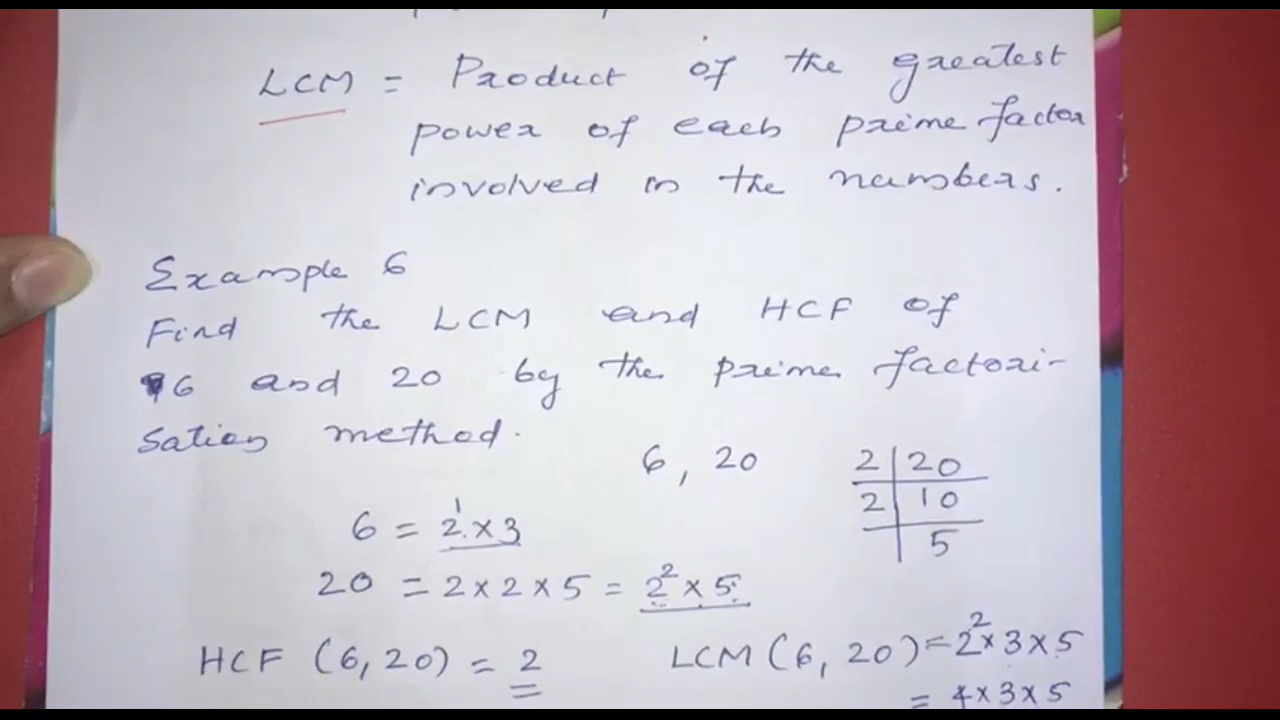 LCM = Product of the greatest
power of each prime factor
involved in the numbers.
Example 6
Find the LCM and HCF of
6 and 20 by the prime factori-
sation method.
6, 20
2 | 20
2 | 10
5
6 = 2¹ × 3
20 = 2 × 2 × 5 = 2² × 5
HCF (6, 20) = 2
LCM (6, 20) = 2² × 3 × 5
= 4 × 3 × 5